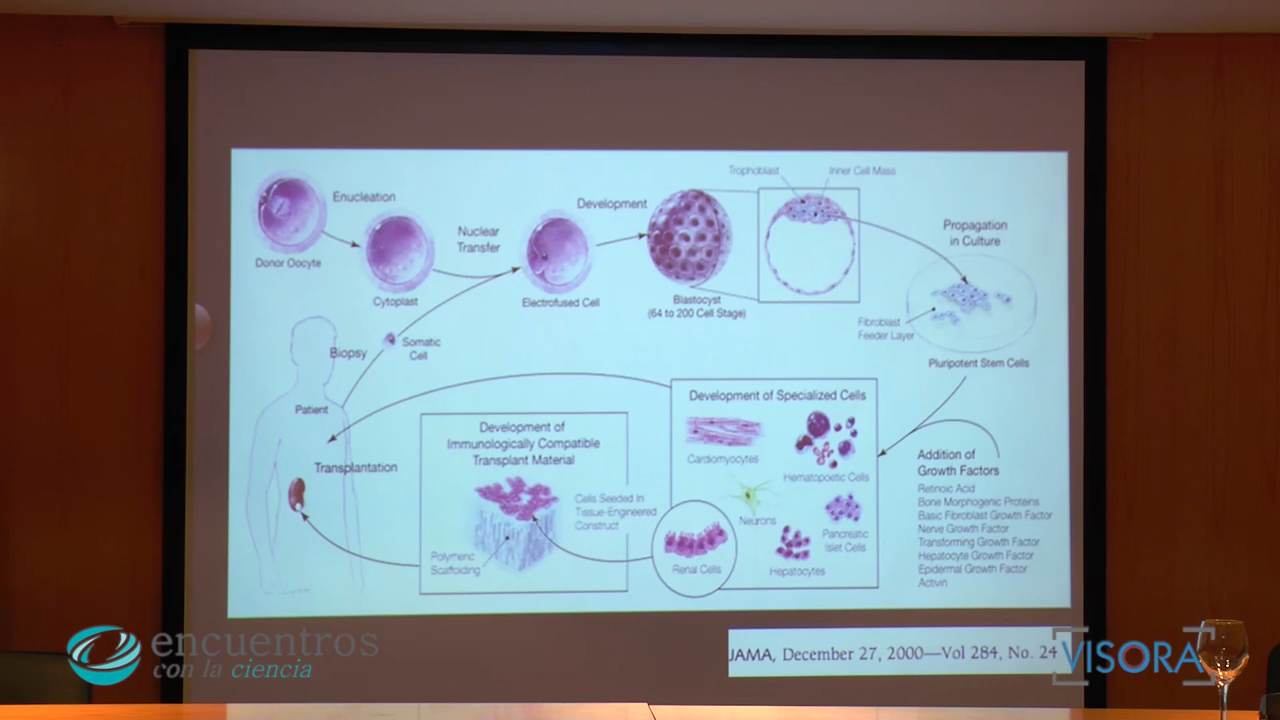 Trophoblast
Inner Cell Mass
Enucleation
Development
Nuclear
Transfer
Propagation
in Culture
Donor Oocyte
Cytoplast
Electrofused Cell
Blastocyst
(64 to 200 Cell Stage)
Fibroblast
Feeder Layer
Pluripotent Stem Cells
Biopsy
Somatic
Cell
Patient
Transplantation
Development of
Immunologically Compatible
Transplant Material
Cells Seeded In
Tissue-Engineered
Construct
Polymeric
Scaffolding
Development of Specialized Cells
Cardiomyocytes
Hematopoetic Cells
Neurons
Pancreatic
Islet Cells
Renal Cells
Hepatocytes
Addition of
Growth Factors
Retinoic Acid
Bone Morphogenic Proteins
Basic Fibroblast Growth Factor
Nerve Growth Factor
Transforming Growth Factor
Hepatocyte Growth Factor
Epidermal Growth Factor
Activin
JAMA, December 27, 2000—Vol 284, No. 24
encuentros
con la ciencia
VISORA